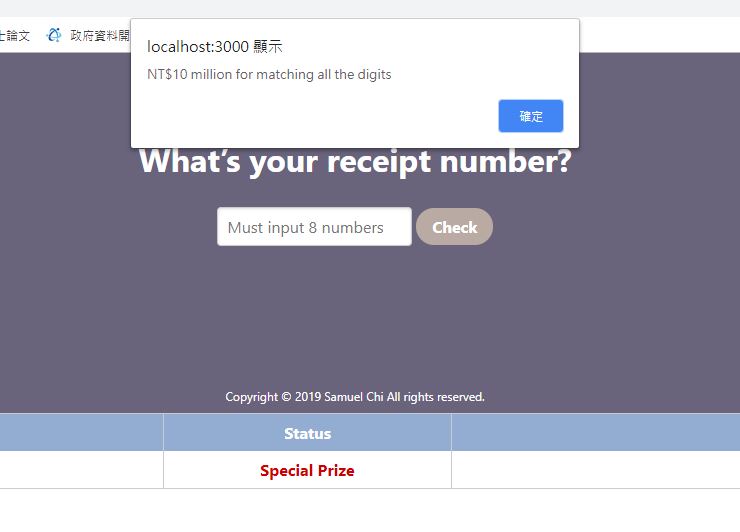 士論文 政府資料開
localhost:3000 顯示
NT$10 million for matching all the digits
確定
What's your receipt number?
Must input 8 numbers Check
Copyright © 2019 Samuel Chi All rights reserved.
Status
Special Prize